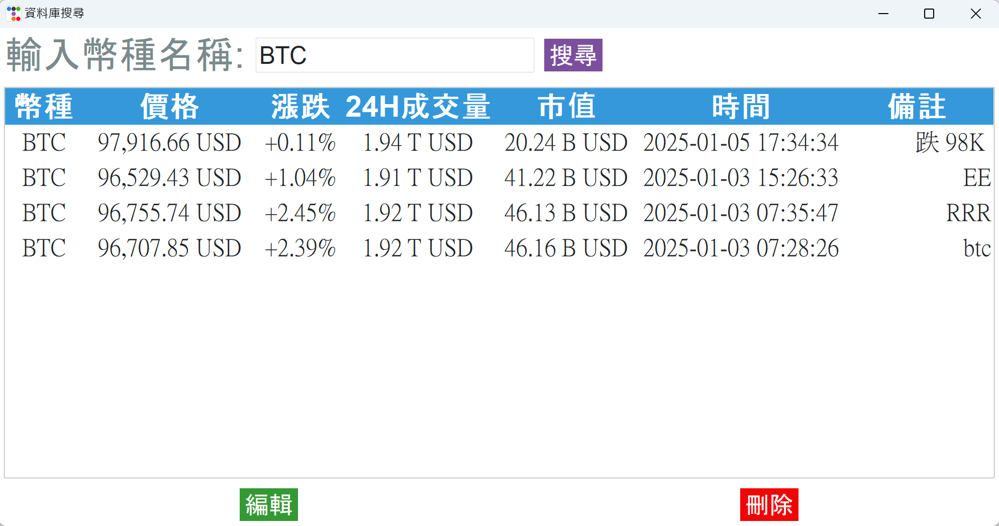 資料庫搜尋
輸入幣種名稱: BTC 搜尋
幣種 價格 漲跌 24H成交量 市值 時間 備註
BTC 97,916.66 USD +0.11% 1.94 T USD 20.24 B USD 2025-01-05 17:34:34 跌 98K
BTC 96,529.43 USD +1.04% 1.91 T USD 41.22 B USD 2025-01-03 15:26:33 EE
BTC 96,755.74 USD +2.45% 1.92 T USD 46.13 B USD 2025-01-03 07:35:47 RRR
BTC 96,707.85 USD +2.39% 1.92 T USD 46.16 B USD 2025-01-03 07:28:26 btc
編輯 刪除